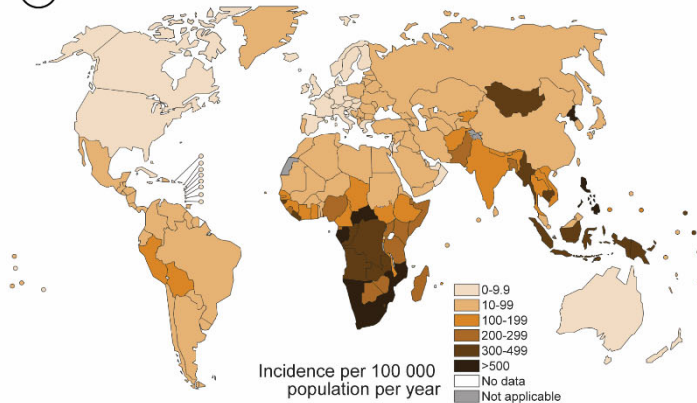 0-9.9
10-99
100-199
200-299
300-499
>500
No data
Not applicable
Incidence per 100 000
population per year